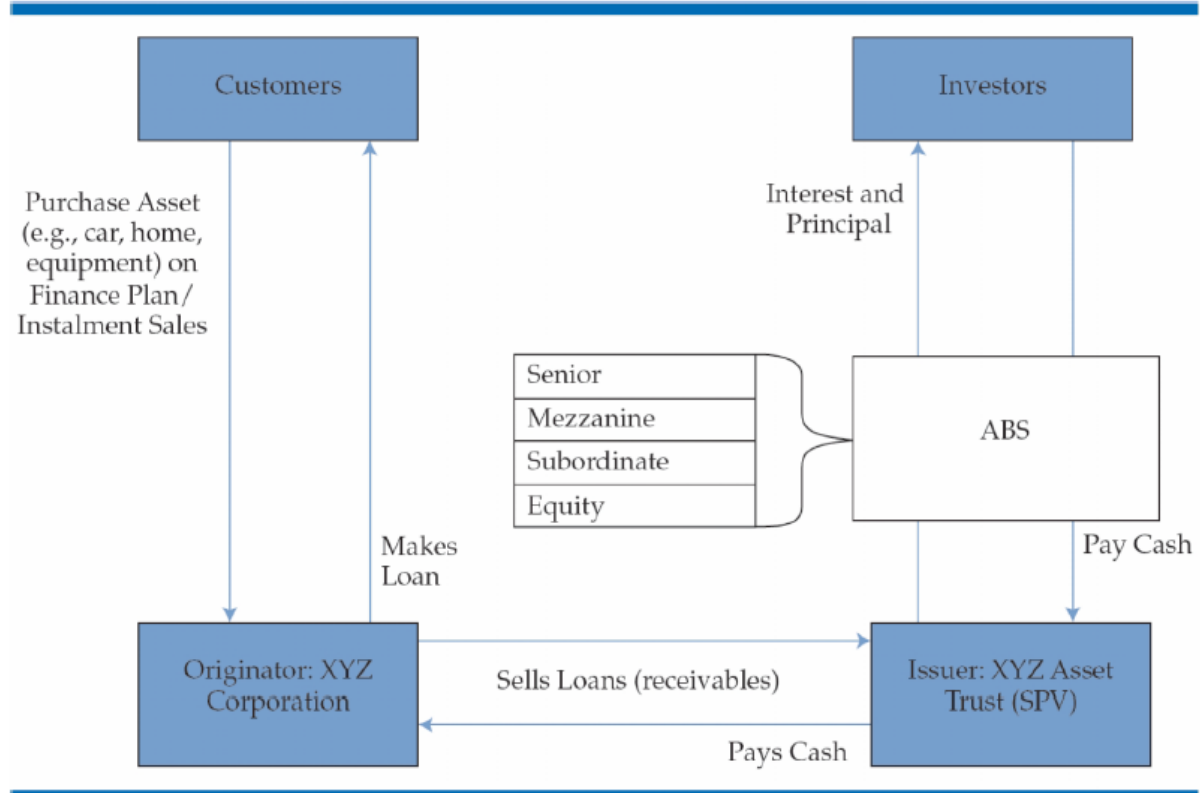 Customers
Investors
Purchase Asset
(e.g., car, home,
equipment) on
Finance Plan/
Instalment Sales
Interest and
Principal
Senior
Mezzanine
Subordinate
Equity
ABS
Makes
Loan
Pay Cash
Originator: XYZ
Corporation
Sells Loans (receivables)
Issuer: XYZ Asset
Trust (SPV)
Pays Cash